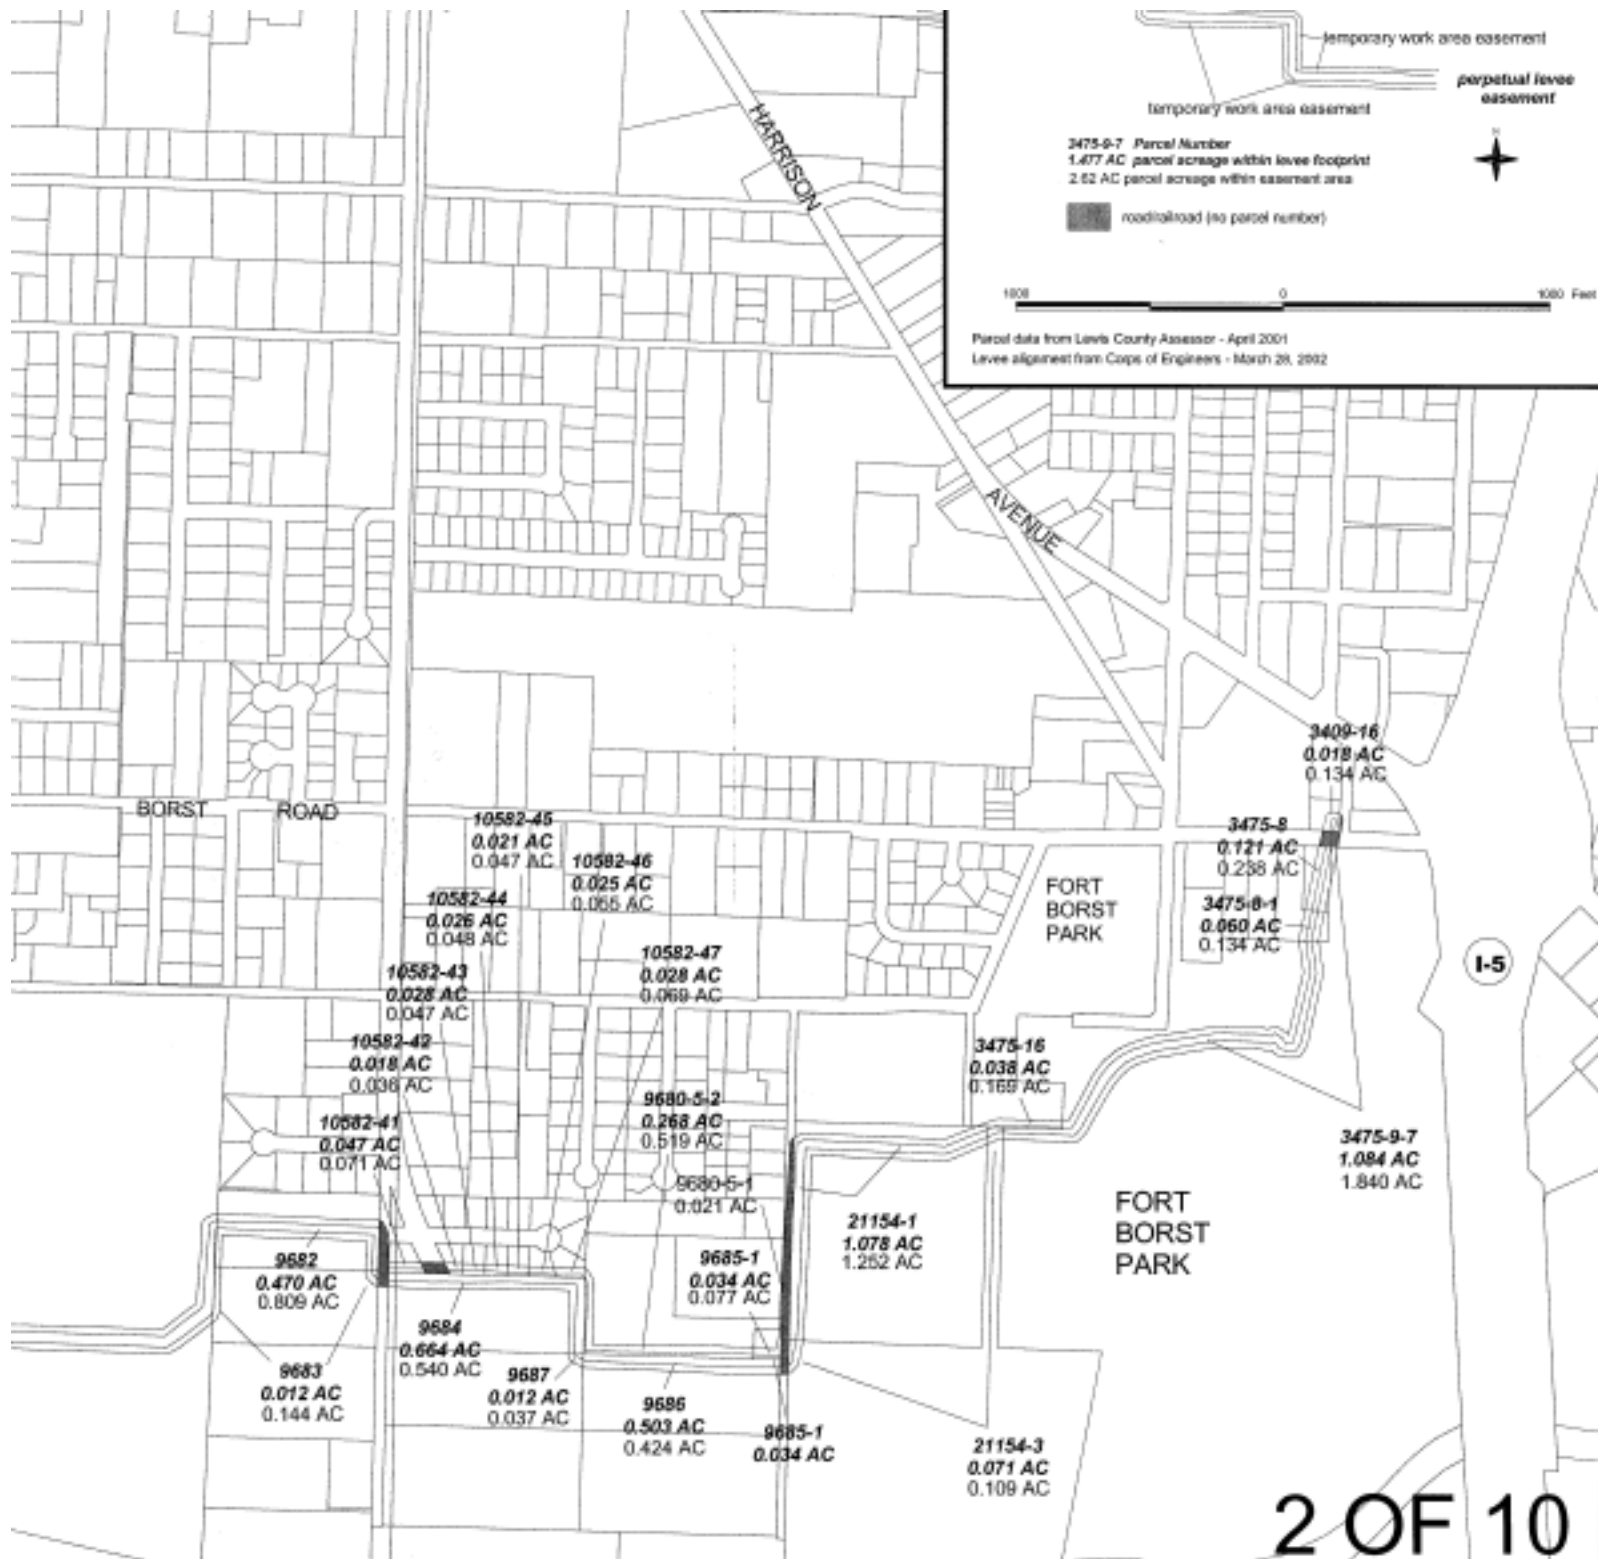 temporary work area easement
perpetual levee
easement
temporary work area easement
N
3475-9-7 Parcel Number
1.477 AC parcel acreage within levee footprint
2.62 AC parcel acreage within easement area
road/railroad (no parcel number)
1000 0 1000 Feet
Parcel data from Lewis County Assessor - April 2001
Levee alignment from Corps of Engineers - March 28, 2002
HARRISON
AVENUE
BORST ROAD
3409-16
0.018 AC
0.134 AC
3475-8
0.121 AC
0.238 AC
3475-8-1
0.060 AC
0.134 AC
FORT
BORST
PARK
I-5
10582-45
0.021 AC
0.047 AC
10582-46
0.025 AC
0.055 AC
10582-44
0.026 AC
0.048 AC
10582-47
0.028 AC
0.069 AC
10582-43
0.028 AC
0.047 AC
10582-42
0.018 AC
0.036 AC
10582-41
0.047 AC
0.071 AC
3475-16
0.038 AC
0.169 AC
9680-5-2
0.268 AC
0.519 AC
9680-5-1
0.021 AC
3475-9-7
1.084 AC
1.840 AC
FORT
BORST
PARK
21154-1
1.078 AC
1.252 AC
9682
0.470 AC
0.809 AC
9685-1
0.034 AC
0.077 AC
9684
0.664 AC
0.540 AC
9683
0.012 AC
0.144 AC
9687
0.012 AC
0.037 AC
9686
0.503 AC
0.424 AC
9685-1
0.034 AC
21154-3
0.071 AC
0.109 AC
2 OF 10